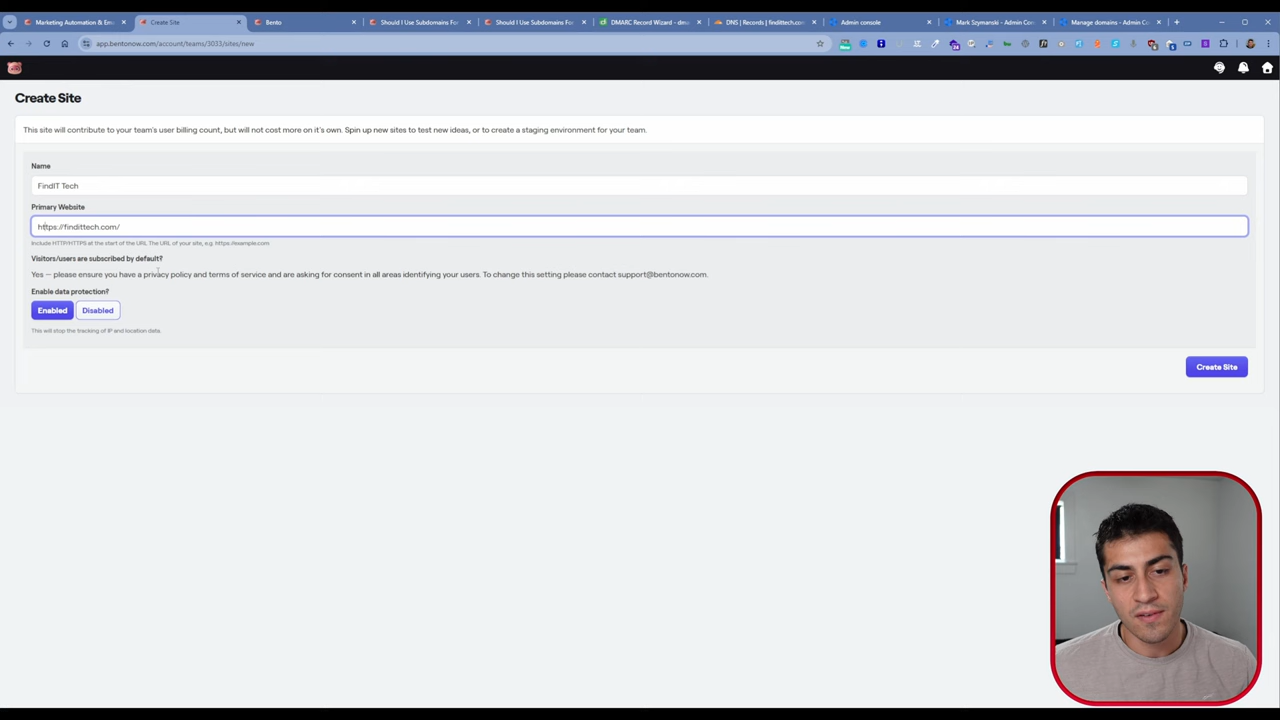 Marketing Automation & Em
Create Site
Bento
Should I Use Subdomains For
Should I Use Subdomains For
DMARC Record Wizard - dma
DNS | Records | findittech.com
Admin console
Mark Szymanski - Admin Con
Manage domains - Admin Co
app.bentonow.com/account/teams/3033/sites/new
Create Site
This site will contribute to your team's user billing count, but will not cost more on it's own. Spin up new sites to test new ideas, or to create a staging environment for your team.
Name
FindIT Tech
Primary Website
https://findittech.com/
Include HTTP/HTTPS at the start of the URL The URL of your site, e.g. https://example.com
Visitors/users are subscribed by default?
Yes — please ensure you have a privacy policy and terms of service and are asking for consent in all areas identifying your users. To change this setting please contact support@bentonow.com.
Enable data protection?
Enabled
Disabled
This will stop the tracking of IP and location data.
Create Site